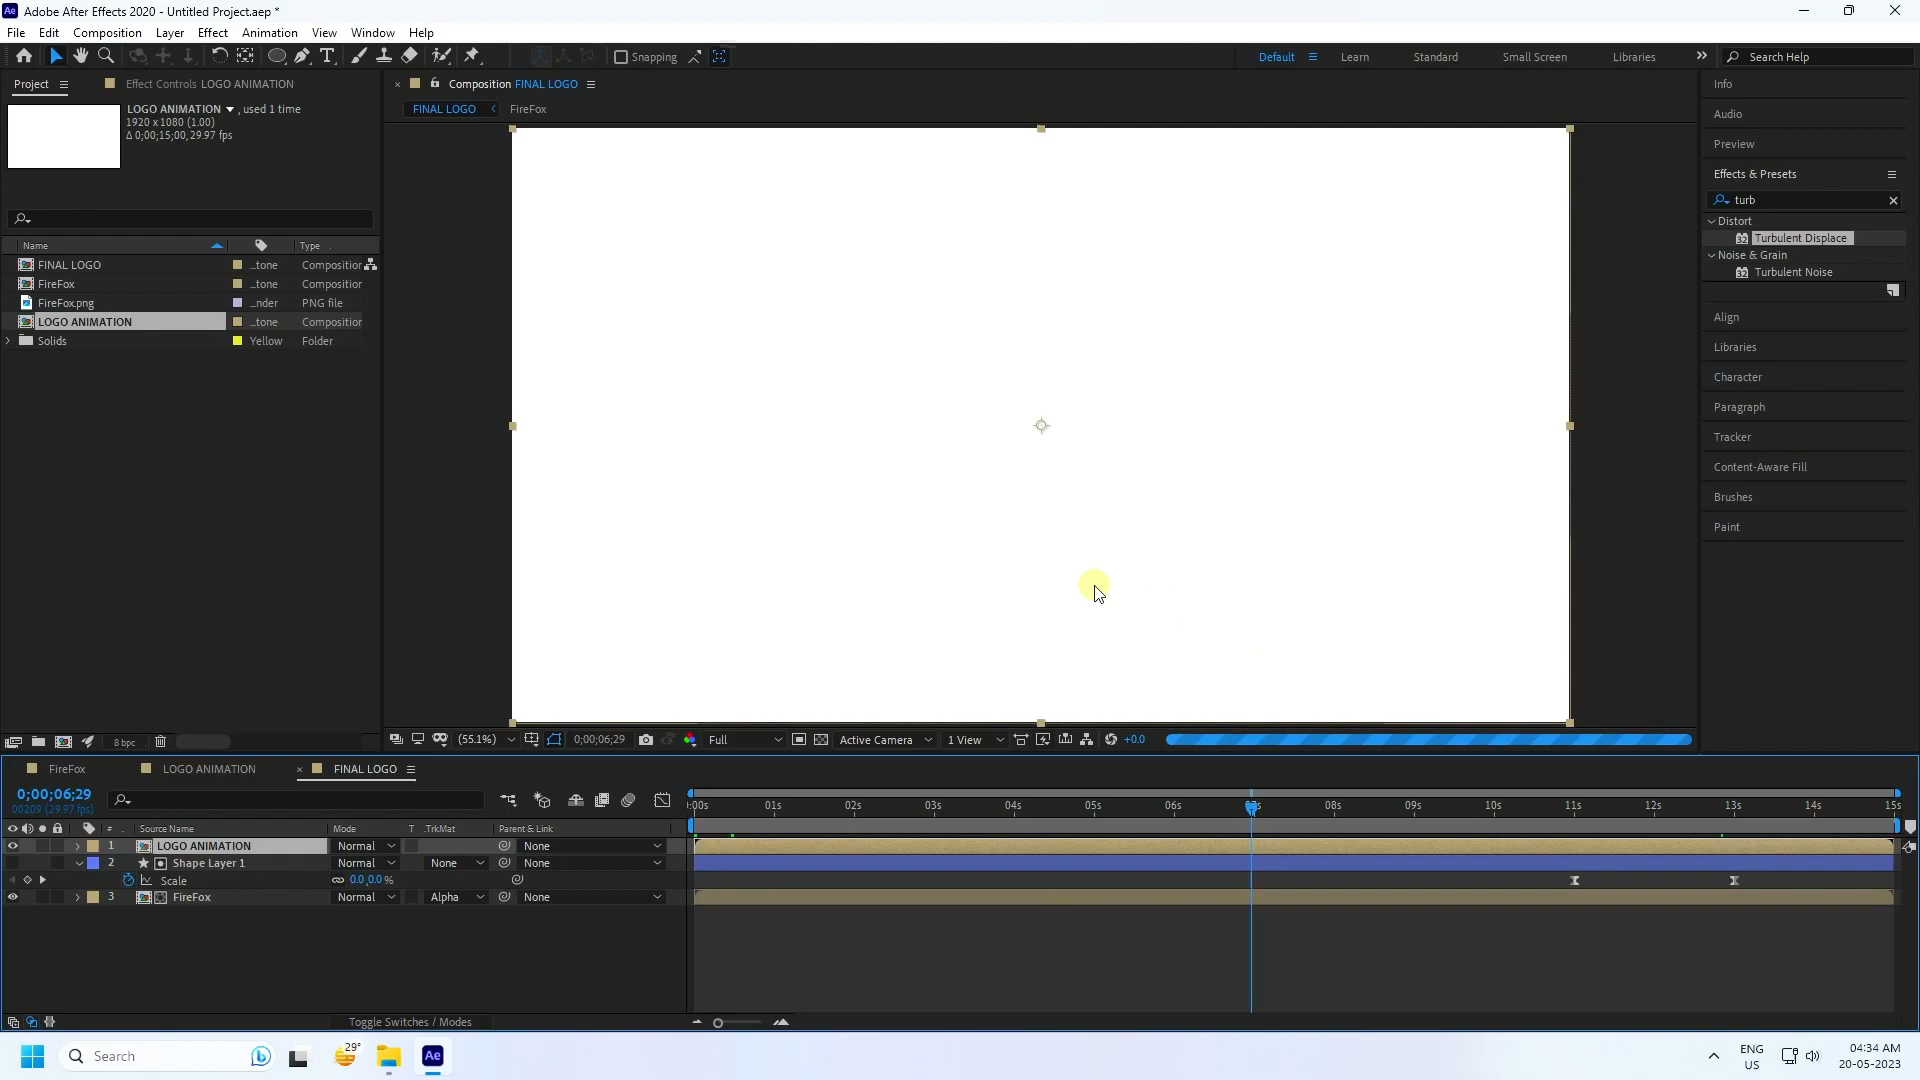 Adobe After Effects 2020 - Untitled Project.aep *
File Edit Composition Layer Effect Animation View Window Help
Snapping
Default Learn Standard Small Screen Libraries Search Help
Project Effect Controls LOGO ANIMATION
Composition FINAL LOGO
LOGO ANIMATION , used 1 time
1920 x 1080 (1.00)
Δ 0;00;15;00, 29.97 fps
FINAL LOGO FireFox
Info
Audio
Preview
Effects & Presets
turb
Distort
Turbulent Displace
Noise & Grain
Turbulent Noise
Align
Libraries
Character
Paragraph
Tracker
Content-Aware Fill
Brushes
Paint
Name Type
FINAL LOGO ...tone Composition
FireFox ...tone Composition
FireFox.png ...nder PNG file
LOGO ANIMATION ...tone Composition
Solids Yellow Folder
8 bpc
(55.1%) 0;00;06;29 Full Active Camera 1 View +0.0
FireFox LOGO ANIMATION FINAL LOGO
0;00;06;29
00209 (29.97 fps)
:00s 01s 02s 03s 04s 05s 06s 08s 09s 10s 11s 12s 13s 14s 15s
# Source Name Mode T .TrkMat Parent & Link
1 LOGO ANIMATION Normal None
2 Shape Layer 1 Normal None None
Scale 0.0,0.0 %
3 FireFox Normal Alpha None
Toggle Switches / Modes
Search
29°
ENG
US
04:34 AM
20-05-2023